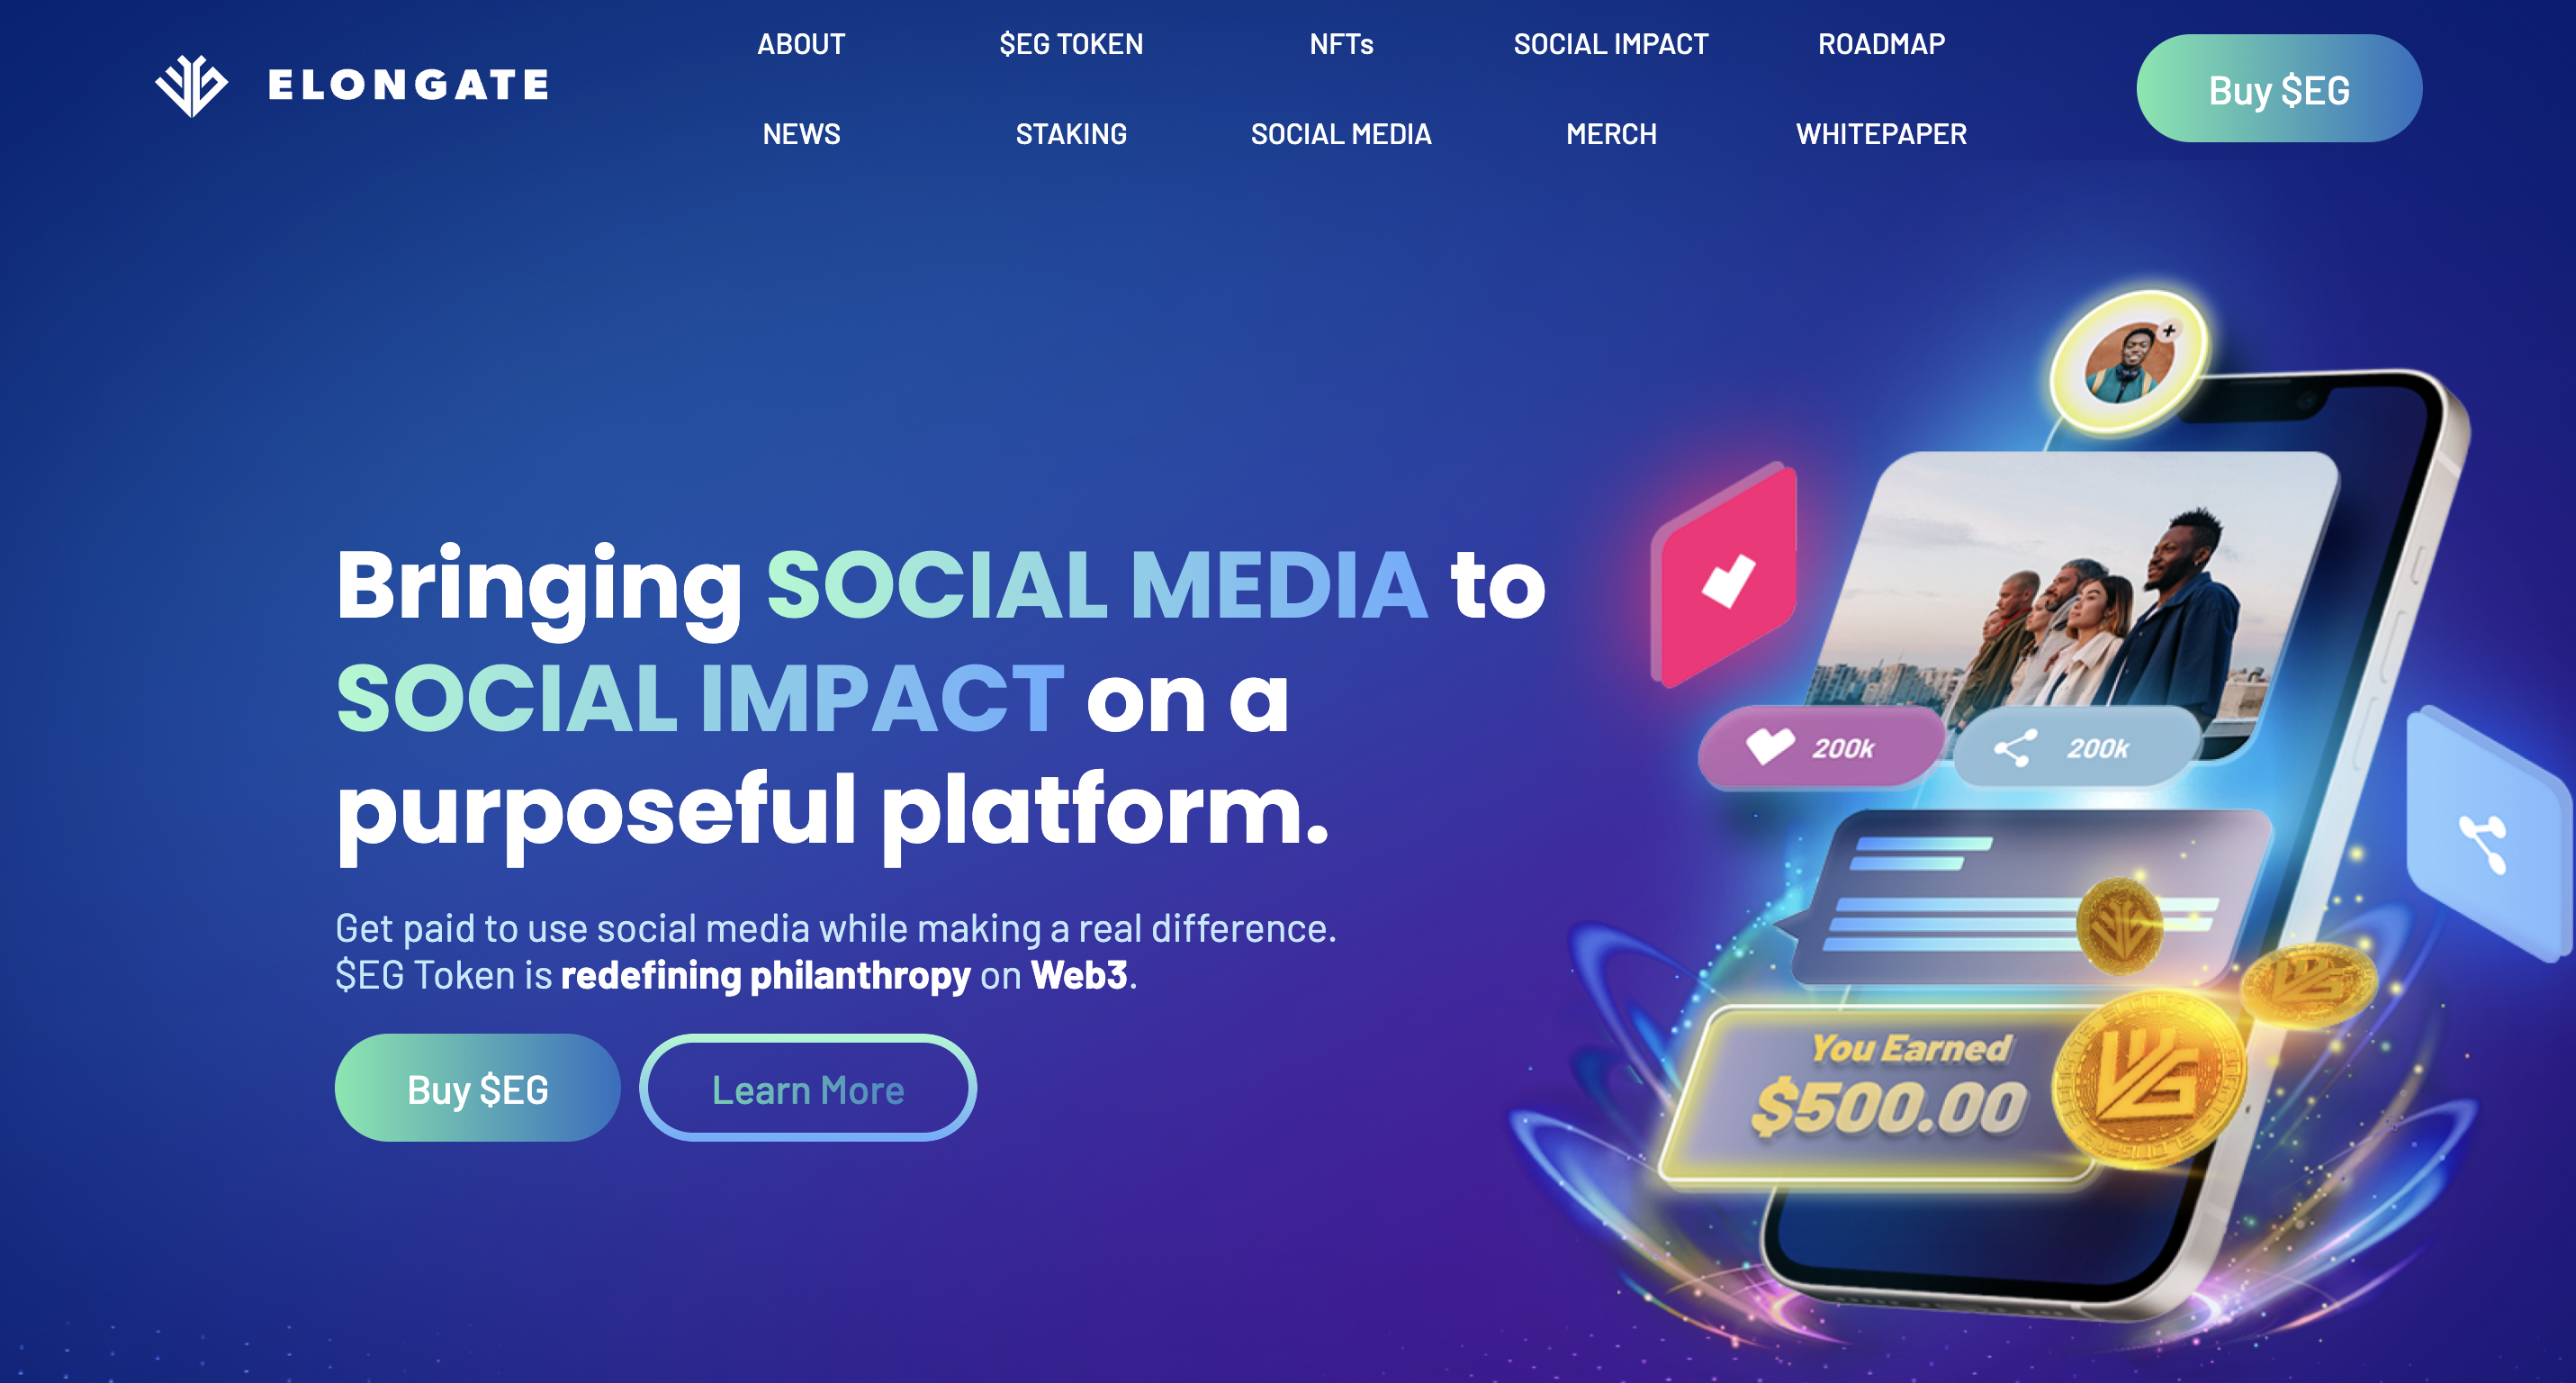 ELONGATE
ABOUT
$EG TOKEN
NFTs
SOCIAL IMPACT
ROADMAP
NEWS
STAKING
SOCIAL MEDIA
MERCH
WHITEPAPER
Buy $EG
Bringing SOCIAL MEDIA to
SOCIAL IMPACT on a
purposeful platform.
Get paid to use social media while making a real difference.
$EG Token is redefining philanthropy on Web3.
Buy $EG
Learn More
200k
200k
You Earned
$500.00